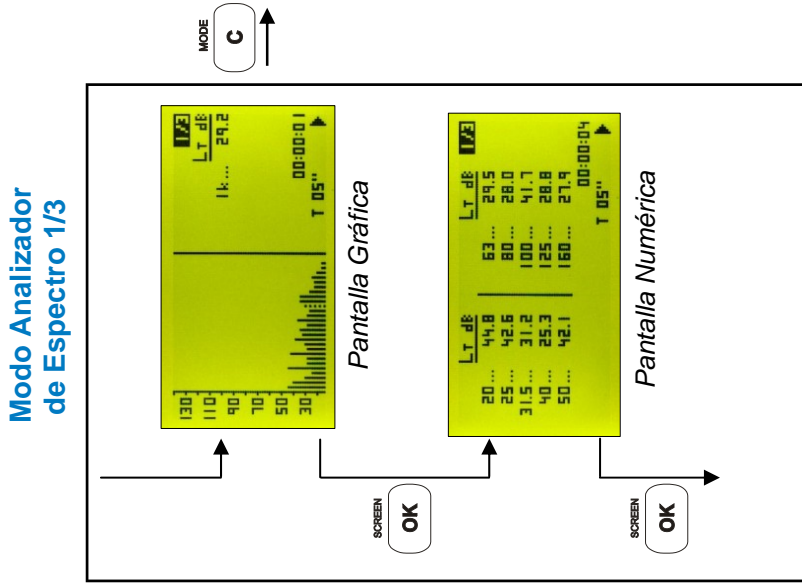 Modo Analizador
de Espectro 1/3
MODE
C
130
110
90
70
50
30
1/3
LT dB
1k... 29.2
00:00:01
T 05"
Pantalla Gráfica
SCREEN
OK
LT dB
20... 44.8
25... 42.6
31.5... 31.2
40... 25.3
50... 42.1
LT dB
63... 29.5
80... 28.0
100... 41.7
125... 28.8
160... 27.9
1/3
00:00:04
T 05"
Pantalla Numérica
SCREEN
OK